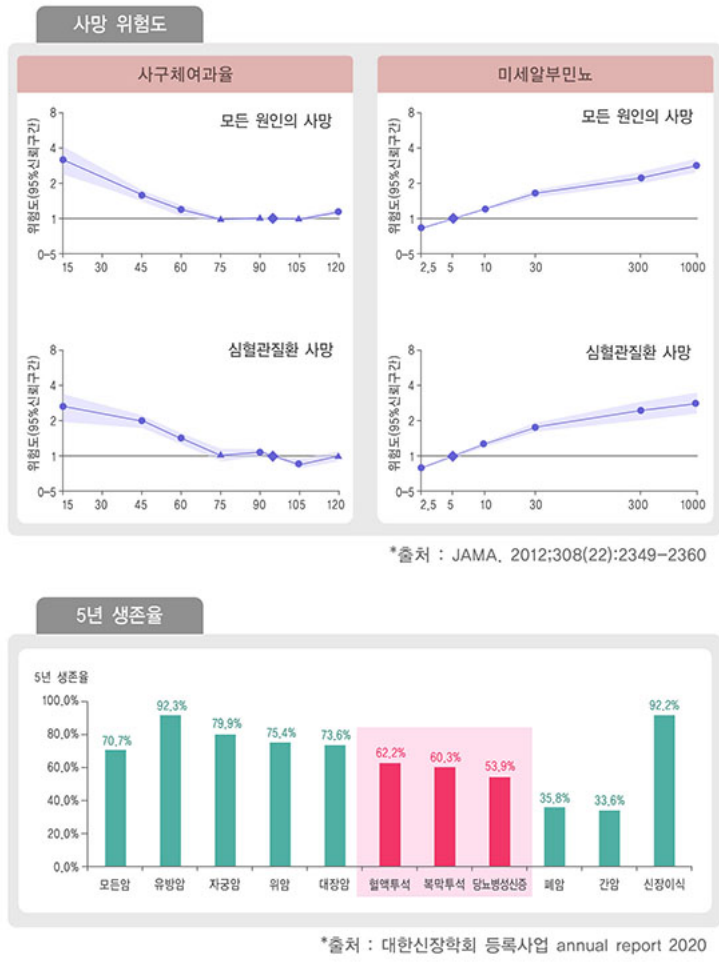 사망 위험도
사구체여과율
모든 원인의 사망
위험도(95%신뢰구간)
8
4
2
1
0-5
15 30 45 60 75 90 105 120
심혈관질환 사망
위험도(95%신뢰구간)
8
4
2
1
0-5
15 30 45 60 75 90 105 120
미세알부민뇨
모든 원인의 사망
위험도(95%신뢰구간)
8
4
2
1
0-5
2,5 5 10 30 300 1000
심혈관질환 사망
위험도(95%신뢰구간)
8
4
2
1
0-5
2,5 5 10 30 300 1000
*출처 : JAMA. 2012;308(22):2349-2360
5년 생존율
5년 생존율
100,0%
80,0%
60,0%
40,0%
20,0%
0,0%
70,7% 92,3% 79,9% 75,4% 73,6% 62,2% 60,3% 53,9% 35,8% 33,6% 92,2%
모든암 유방암 자궁암 위암 대장암 혈액투석 복막투석 당뇨병성신증 폐암 간암 신장이식
*출처 : 대한신장학회 등록사업 annual report 2020